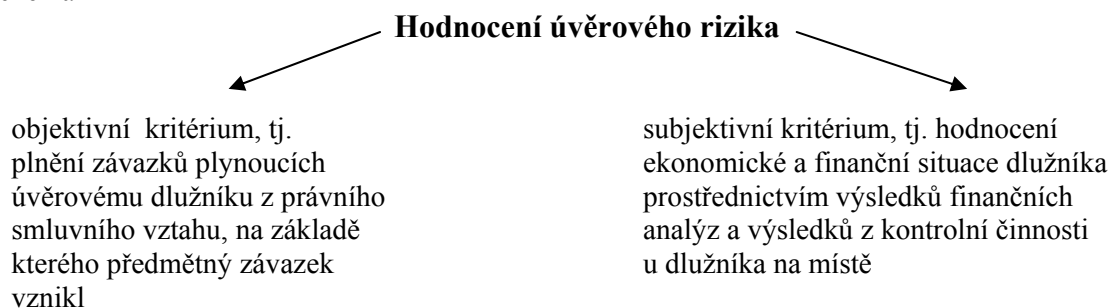 Hodnocení úvěrového rizika
objektivní kritérium, tj.
plnění závazků plynoucích
úvěrovému dlužníku z právního
smluvního vztahu, na základě
kterého předmětný závazek
vznikl
subjektivní kritérium, tj. hodnocení
ekonomické a finanční situace dlužníka
prostřednictvím výsledků finančních
analýz a výsledků z kontrolní činnosti
u dlužníka na místě